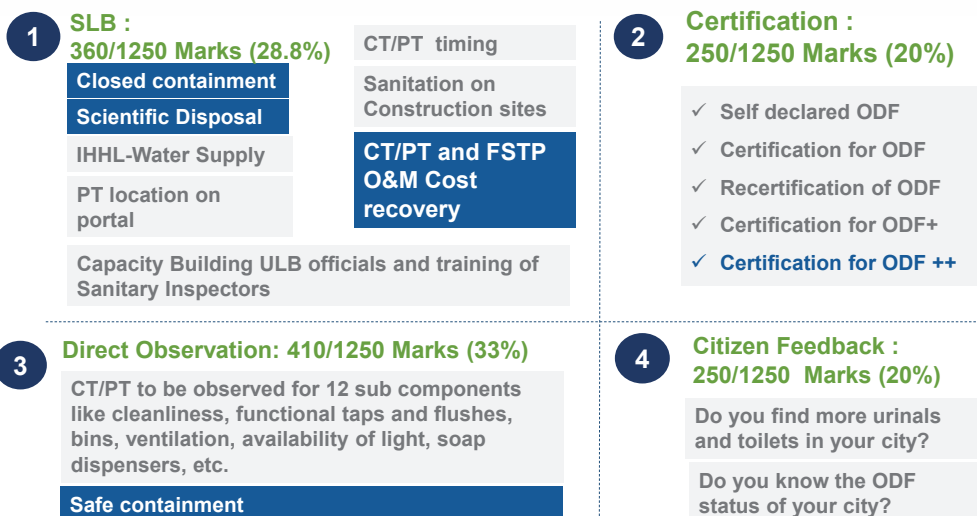 1
SLB :
360/1250 Marks (28.8%)
Closed containment
Scientific Disposal
IHHL-Water Supply
PT location on
portal
CT/PT timing
Sanitation on
Construction sites
CT/PT and FSTP
O&M Cost
recovery
Capacity Building ULB officials and training of
Sanitary Inspectors
2
Certification :
250/1250 Marks (20%)
✓ Self declared ODF
✓ Certification for ODF
✓ Recertification of ODF
✓ Certification for ODF+
✓ Certification for ODF ++
3
Direct Observation: 410/1250 Marks (33%)
CT/PT to be observed for 12 sub components
like cleanliness, functional taps and flushes,
bins, ventilation, availability of light, soap
dispensers, etc.
Safe containment
4
Citizen Feedback :
250/1250 Marks (20%)
Do you find more urinals
and toilets in your city?
Do you know the ODF
status of your city?